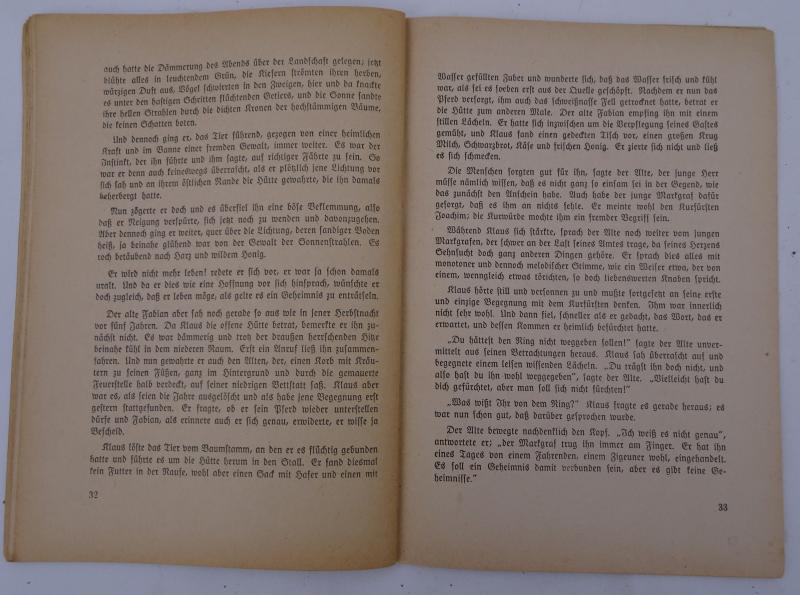 auch hatte die Dämmerung des Abends über der Landschaft gelegen; jetzt
blühte alles in leuchtendem Grün, die Kiefern strömten ihren herben,
würzigen Duft aus, Vögel schwirrten in den Zweigen, hier und da knackte
es unter den hastigen Schritten flüchtenden Getiers, und die Sonne sandte
ihre hellen Strahlen durch die dichten Kronen der hochstämmigen Bäume,
die keinen Schatten boten.
Und dennoch ging er, das Tier führend, gezogen von einer heimlichen
Kraft und im Banne einer fremden Gewalt, immer weiter. Es war der
Instinkt, der ihn führte und ihm sagte, auf richtiger Fährte zu sein. So
war er denn auch keineswegs überrascht, als er plötzlich jene Lichtung vor
sich sah und an ihrem östlichen Rande die Hütte gewahrte, die ihn damals
beherbergt hatte.
Nun zögerte er doch und es überfiel ihn eine böse Beklemmung, also
daß er Neigung verspürte, sich jetzt noch zu wenden und davonzugehen.
Aber dennoch ging er weiter, quer über die Lichtung, deren sandiger Boden
heiß, ja beinahe glühend war von der Gewalt der Sonnenstrahlen. Es
roch betäubend nach Harz und wildem Honig.
Er wird nicht mehr leben! redete er sich vor, er war ja schon damals
uralt. Und da er dies wie eine Hoffnung vor sich hinsprach, wünschte er
doch zugleich, daß er leben möge, als gelte es ein Geheimnis zu enträtseln.
Der alte Fabian aber sah noch gerade so aus wie in jener Herbstnacht
vor fünf Jahren. Da Klaus die offene Hütte betrat, bemerkte er ihn zu-
nächst nicht. Es war dämmerig und trotz der draußen herrschenden Hitze
beinahe kühl in dem niederen Raum. Erst ein Anruf ließ ihn zusammen-
fahren. Und nun gewahrte er auch den Alten, der, einen Korb mit Kräu-
tern zu seinen Füßen, ganz im Hintergrund und durch die gemauerte
Feuerstelle halb verdeckt, auf seiner niedrigen Bettstatt saß. Klaus aber
war es, als seien die Jahre ausgelöscht und als habe jene Begegnung erst
gestern stattgefunden. Er fragte, ob er sein Pferd wieder unterstellen
dürfe und Fabian, als erinnere auch er sich genau, erwiderte, er wisse ja
Bescheid.
Klaus löste das Tier vom Baumstamm, an den er es flüchtig gebunden
hatte und führte es um die Hütte herum in den Stall. Er fand diesmal
kein Futter in der Raufe, wohl aber einen Sack mit Hafer und einen mit
32
Wasser gefüllten Zuber und wunderte sich, daß das Wasser frisch und kühl
war, als sei es soeben erst aus der Quelle geschöpft. Nachdem er nun das
Pferd versorgt, ihm auch das schweißnasse Fell getrocknet hatte, betrat er
die Hütte zum anderen Male. Der alte Fabian empfing ihn mit einem
stillen Lächeln. Er hatte sich inzwischen um die Verpflegung seines Gastes
gemüht, und Klaus fand einen gedeckten Tisch vor, einen großen Krug
Milch, Schwarzbrot, Käse und frischen Honig. Er zierte sich nicht und ließ
es sich schmecken.
Die Menschen sorgten gut für ihn, sagte der Alte, der junge Herr
müsse nämlich wissen, daß es nicht ganz so einsam sei in der Gegend, wie
das zunächst den Anschein habe. Auch habe der junge Markgraf dafür
gesorgt, daß es ihm an nichts fehle. Er meinte wohl den Kurfürsten
Joachim; die Kurwürde mochte ihm ein fremder Begriff sein.
Während Klaus sich stärkte, sprach der Alte noch weiter vom jungen
Markgrafen, der schwer an der Last seines Amtes trage, da seines Herzens
Sehnsucht doch ganz anderen Dingen gehöre. Er sprach dies alles mit
monotoner und dennoch melodischer Stimme, wie ein Weiser etwa, der von
einem, wenngleich etwas törichten, so doch liebenswerten Knaben spricht.
Klaus hörte still und versonnen zu und mußte fortgesetzt an seine erste
und einzige Begegnung mit dem Kurfürsten denken. Ihm war innerlich
nicht sehr wohl. Und dann fiel, schneller als er gedacht, das Wort, das er
erwartet, und dessen Kommen er heimlich befürchtet hatte.
„Du hättest den Ring nicht weggeben sollen!“ sagte der Alte unver-
mittelt aus seinen Betrachtungen heraus. Klaus sah überrascht auf und
begegnete einem leisen wissenden Lächeln. „Du trägst ihn doch nicht, und
also hast du ihn wohl weggegeben“, sagte der Alte. „Vielleicht hast du
dich gefürchtet, aber man soll sich nicht fürchten!“
„Was wißt Ihr von dem Ring?“ Klaus fragte es gerade heraus; es
war nun schon gut, daß darüber gesprochen wurde.
Der Alte bewegte nachdenklich den Kopf. „Ich weiß es nicht genau“,
antwortete er; „der Markgraf trug ihn immer am Finger. Er hat ihn
eines Tages von einem Fahrenden, einem Zigeuner wohl, eingehandelt.
Es soll ein Geheimnis damit verbunden sein, aber es gibt keine Ge-
heimnisse.“
33